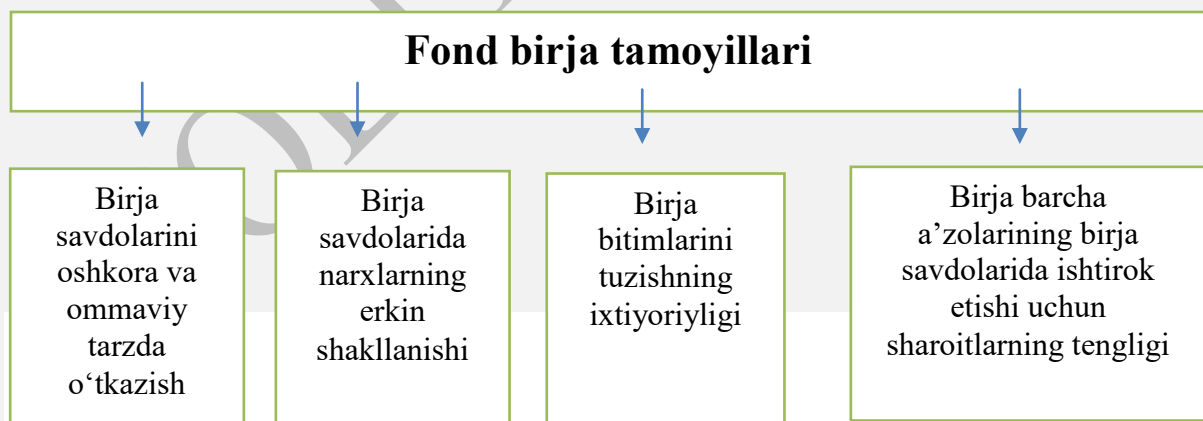 Fond birja tamoyillari
Birja
savdolarini
oshkora va
ommaviy
tarzda
o‘tkazish
Birja
savdolarida
narxlarning
erkin
shakllanishi
Birja
bitimlarini
tuzishning
ixtiyoriyligi
Birja barcha
a’zolarining birja
savdolarida ishtirok
etishi uchun
sharoitlarning tengligi